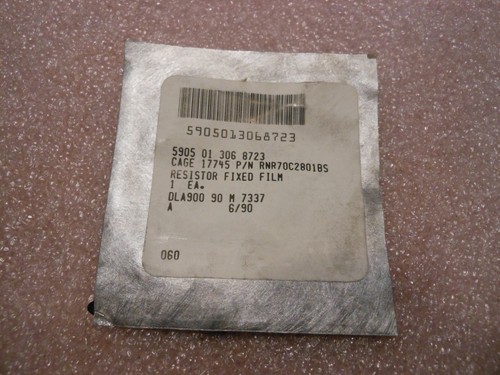 5905013068723
5905 01 306 8723
CAGE 17745 P/N RNR70C2801BS
RESISTOR FIXED FILM
1 EA.
DLA900 90 M 7337
A 6/90
060